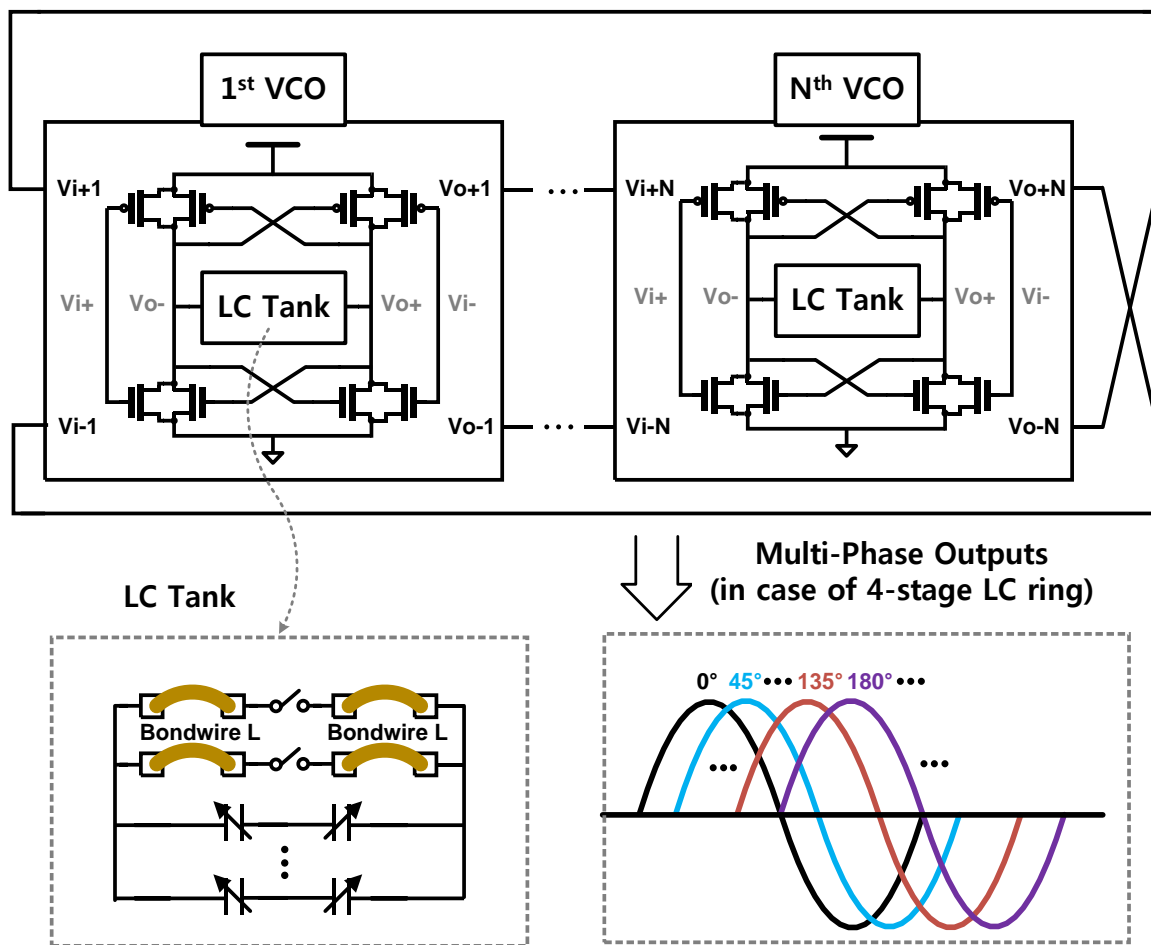 1st VCO
Nth VCO
Vi+1
Vo+1
...
Vi+N
Vo+N
Vi+
Vo-
LC Tank
Vo+
Vi-
Vi+
Vo-
LC Tank
Vo+
Vi-
Vi-1
Vo-1
...
Vi-N
Vo-N
Multi-Phase Outputs
(in case of 4-stage LC ring)
LC Tank
0° 45° ••• 135° 180° •••
Bondwire L
Bondwire L
•••
•••